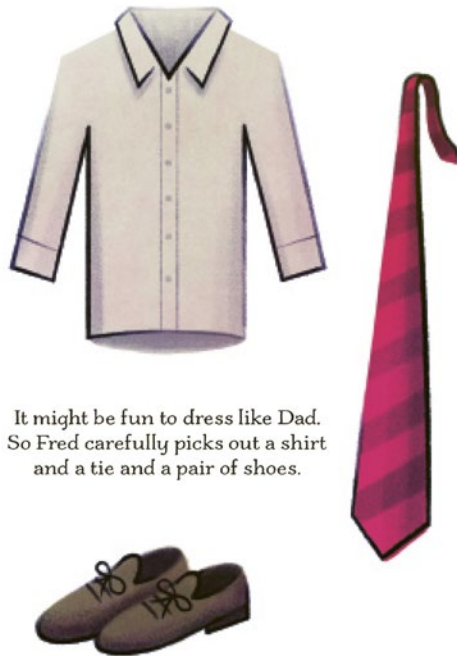 It might be fun to dress like Dad.
So Fred carefully picks out a shirt
and a tie and a pair of shoes.